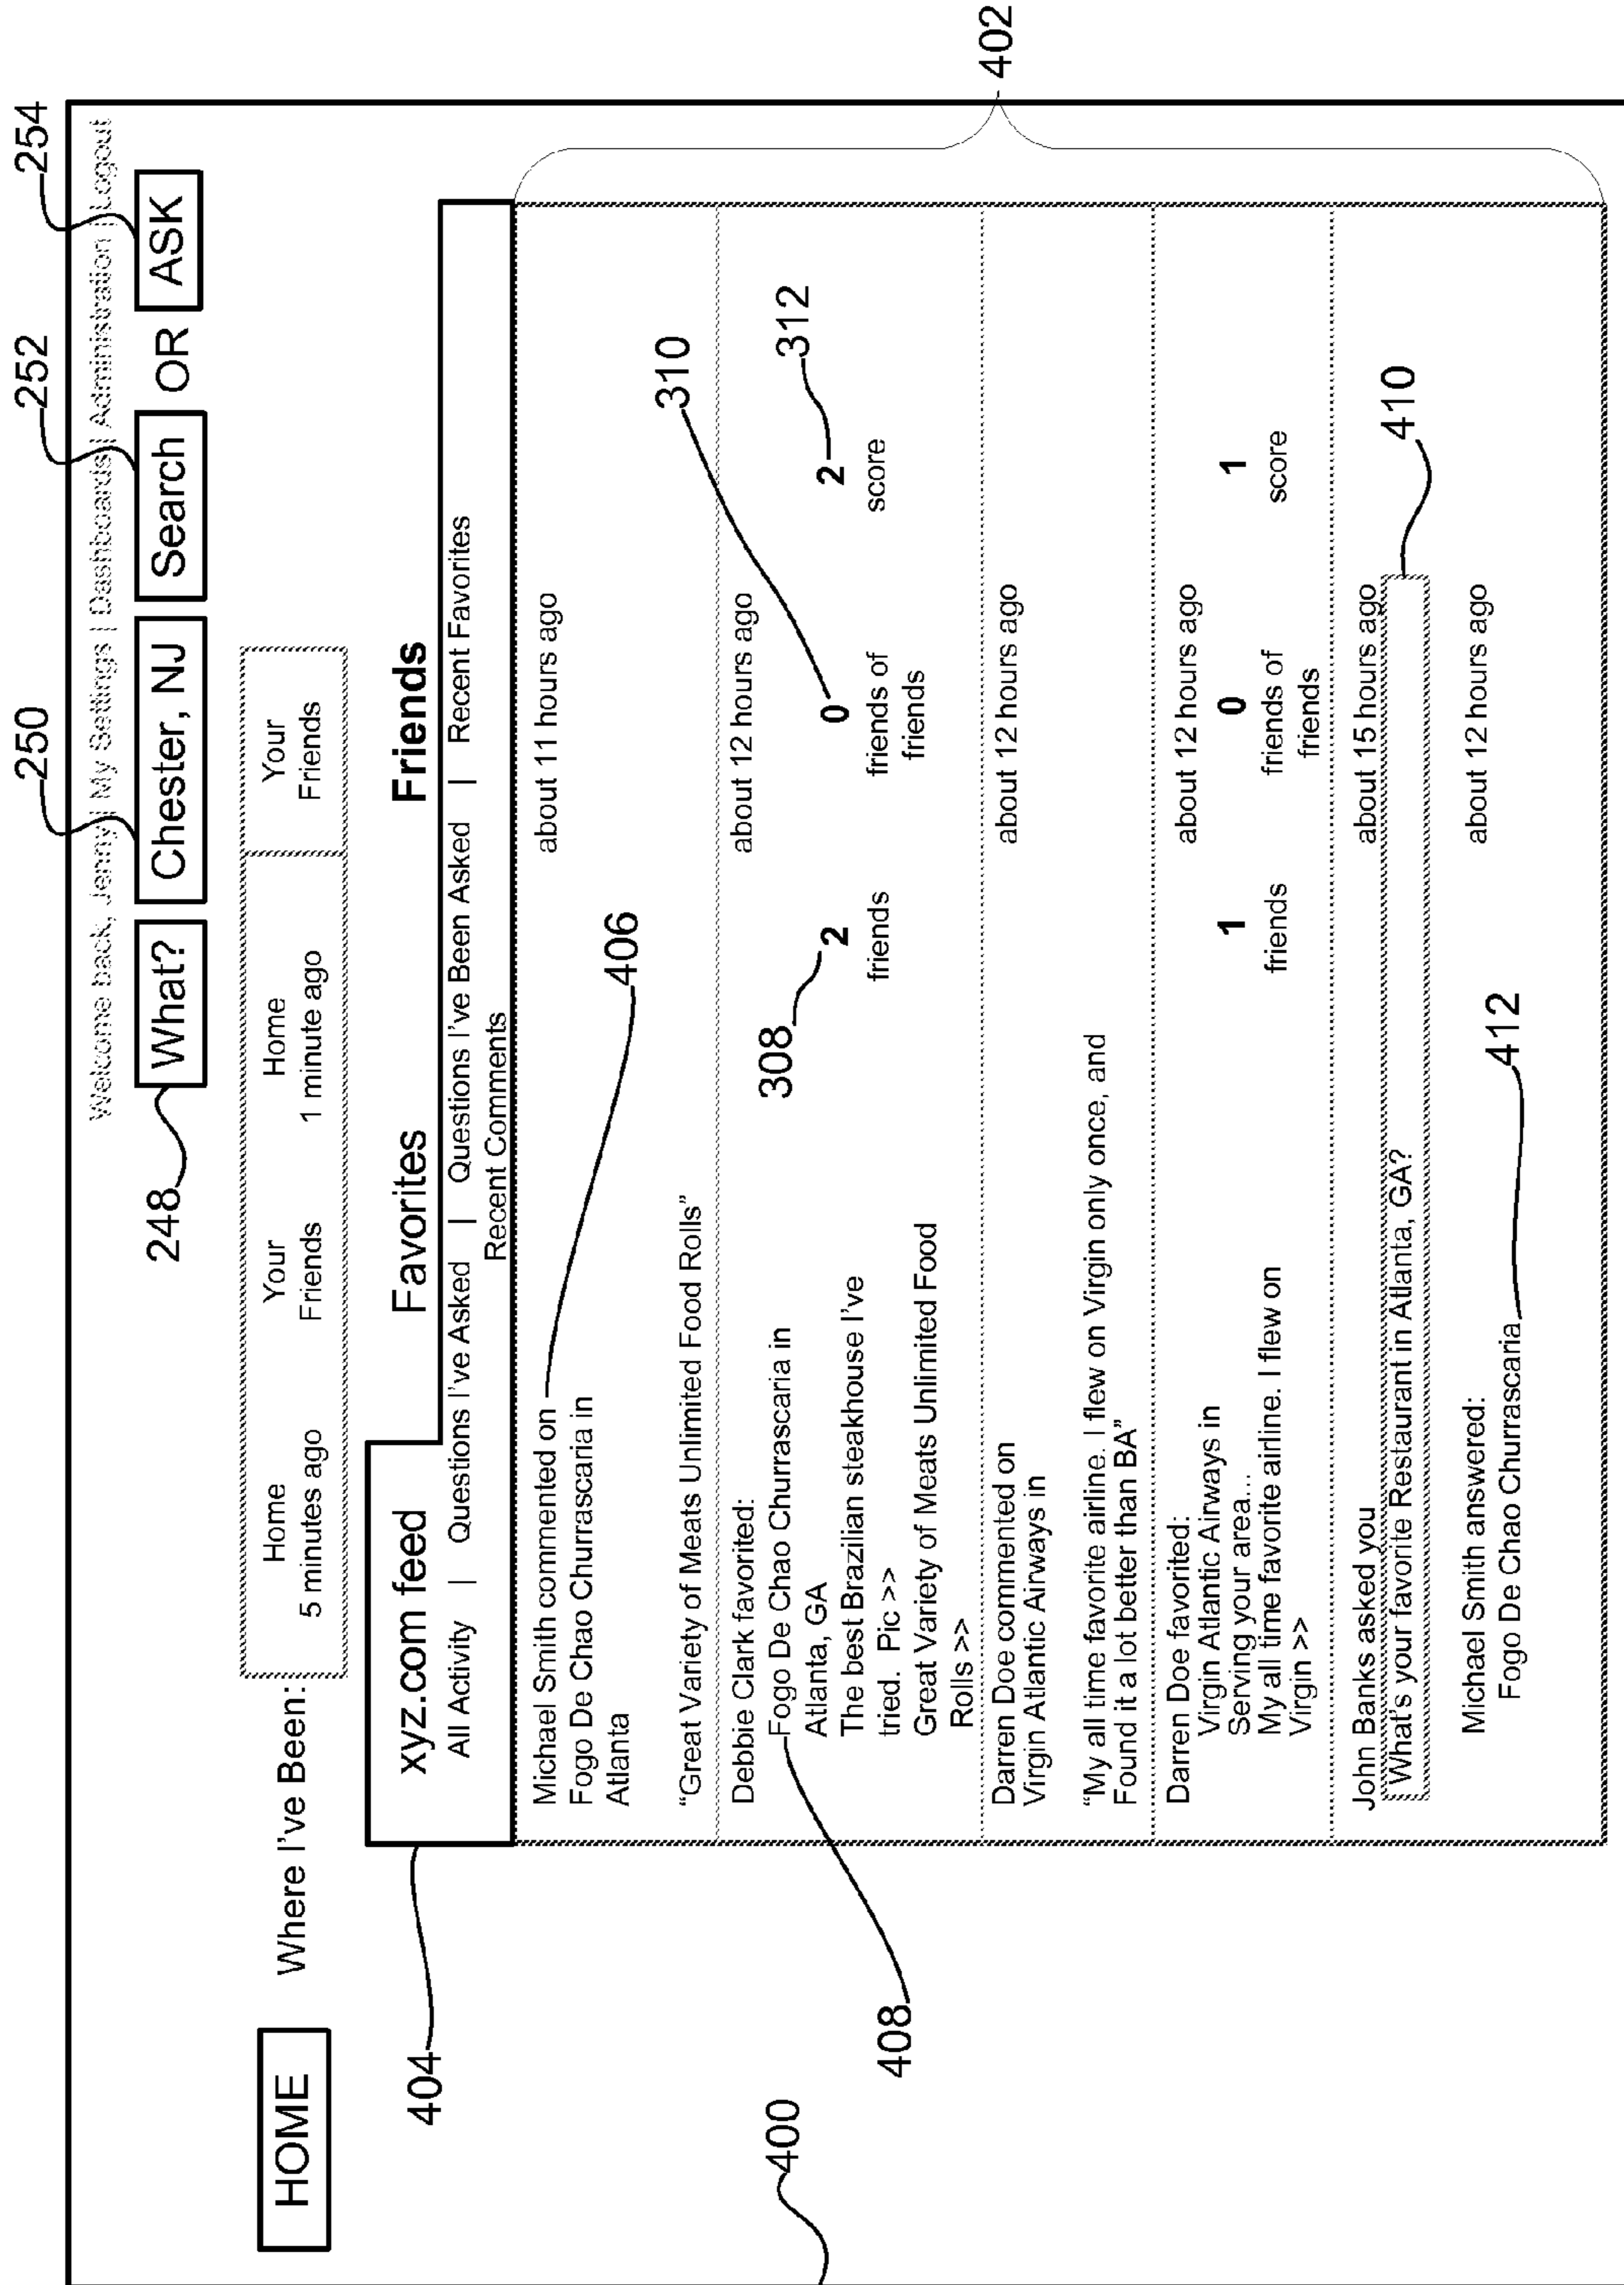 250 252 254
Welcome back, Jenny | My Settings | Dashboards | Administration | Logout
248 What? Chester, NJ Search OR ASK
HOME Where I've Been:
Home Your Home Your
5 minutes ago Friends 1 minute ago Friends
404 xyz.com feed Favorites Friends
All Activity | Questions I've Asked | Questions I've Been Asked | Recent Favorites
Recent Comments
Michael Smith commented on about 11 hours ago
Fogo De Chao Churrascaria in
Atlanta
406
310
"Great Variety of Meats Unlimited Food Rolls"
Debbie Clark favorited: about 12 hours ago
400 308 312
Fogo De Chao Churrascaria in
Atlanta, GA 2 0 2
The best Brazilian steakhouse I've friends friends of score
tried. Pic >> friends
408
Great Variety of Meats Unlimited Food
Rolls >>
402
Darren Doe commented on about 12 hours ago
Virgin Atlantic Airways in
"My all time favorite airline. I flew on Virgin only once, and
Found it a lot better than BA"
Darren Doe favorited: about 12 hours ago
Virgin Atlantic Airways in
Serving your area... 1 0 1
My all time favorite airline. I flew on friends friends of score
Virgin >> friends
John Banks asked you about 15 hours ago
What's your favorite Restaurant in Atlanta, GA? 410
Michael Smith answered: about 12 hours ago
Fogo De Chao Churrascaria 412